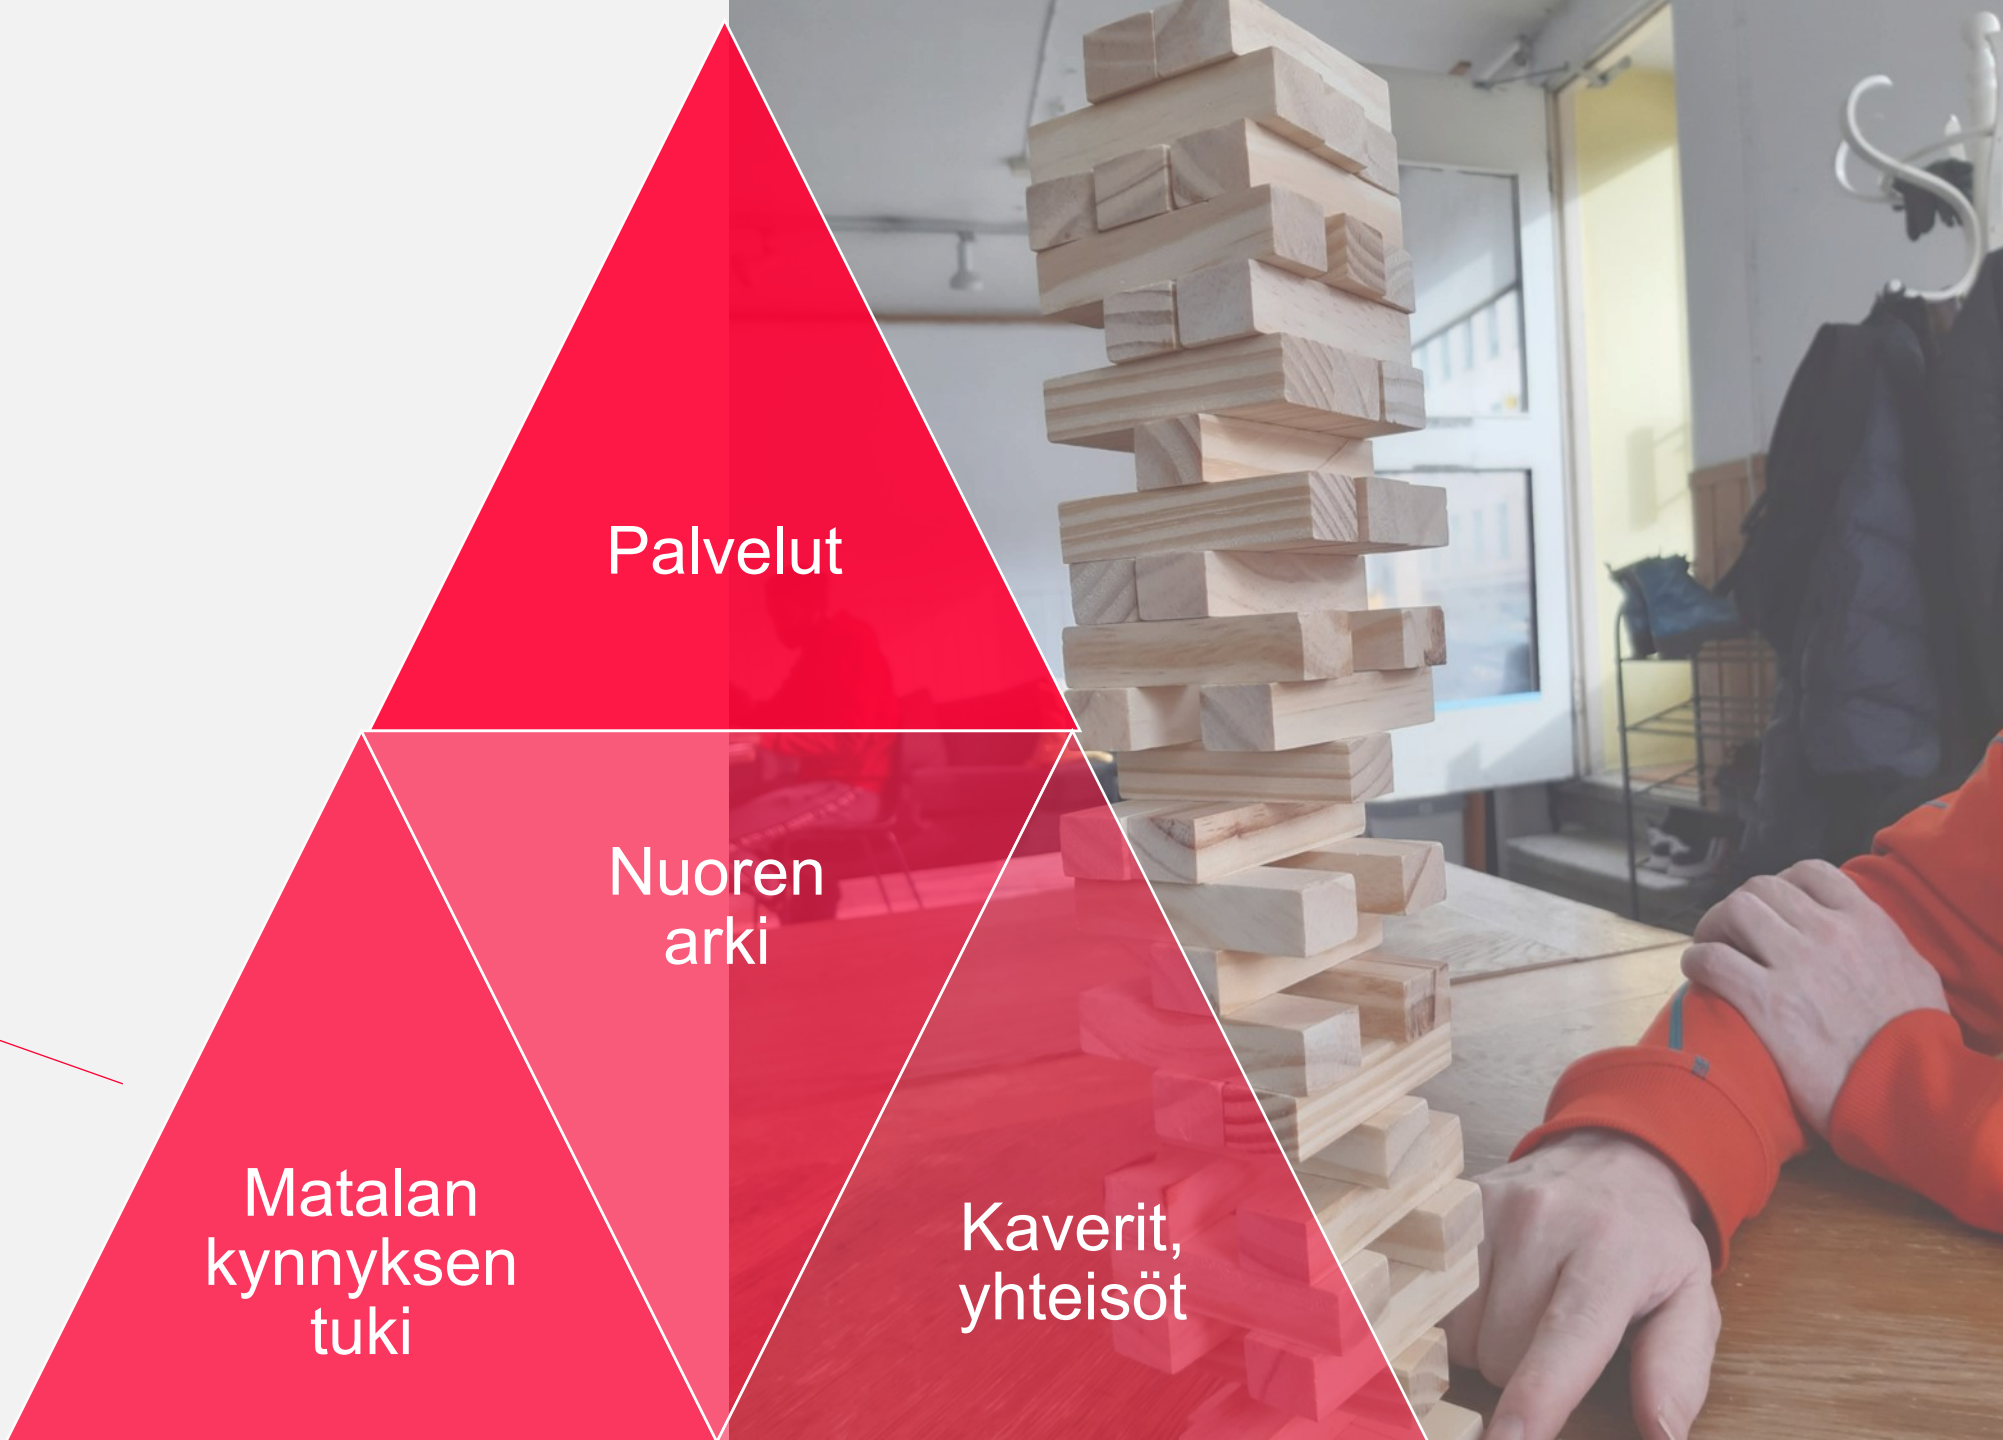 Palvelut
Nuoren
arki
Matalan
kynnyksen
tuki
Kaverit,
yhteisöt